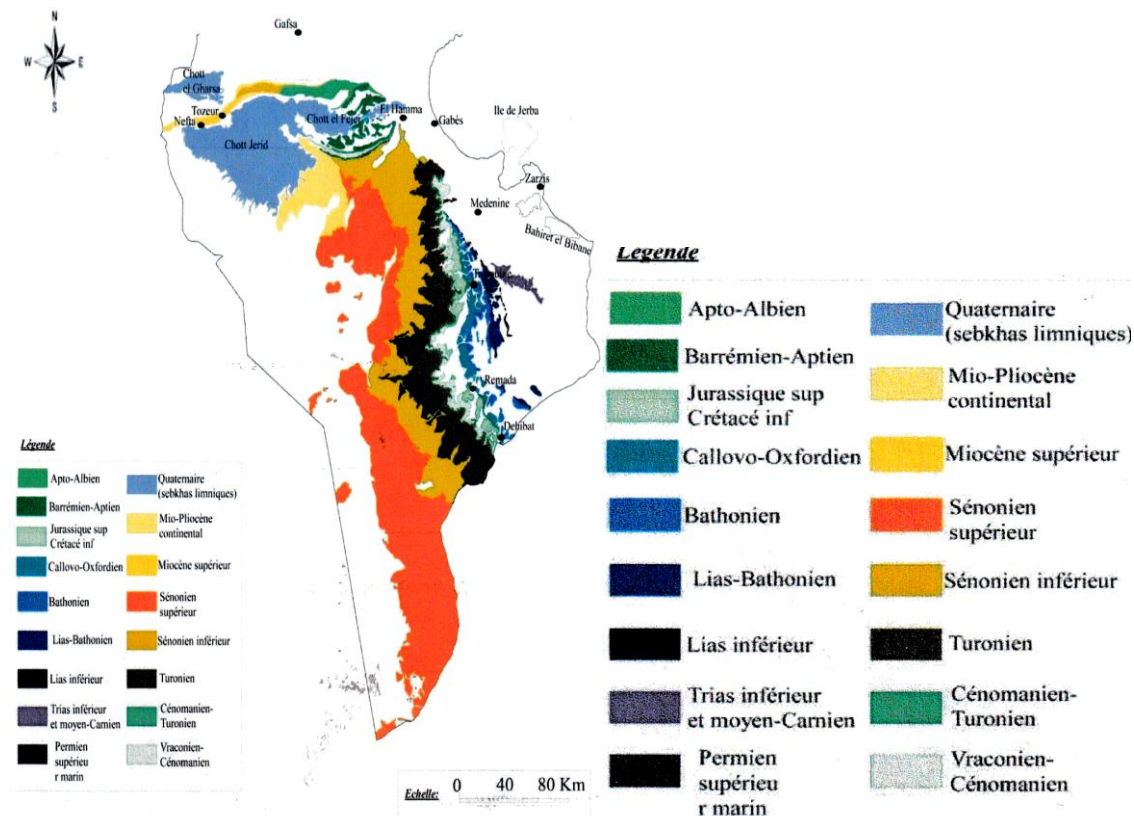 N
W
E
S
Gafsa
Chott
el Gharsa
Tozeur
Nefta
Chott Jerid
Chott el Fejej
El Hamma
Gabès
Ile de Jerba
Zarzis
Medenine
Bahiret el Bibane
Remada
Dehibat
Légende
Apto-Albien
Barrémien-Aptien
Jurassique sup
Crétacé inf
Callovo-Oxfordien
Bathonien
Lias-Bathonien
Lias inférieur
Trias inférieur
et moyen-Carnien
Permien
supérieu
r marin
Quaternaire
(sebkhas limniques)
Mio-Pliocène
continental
Miocène supérieur
Sénonien
supérieur
Sénonien inférieur
Turonien
Cénomanien-
Turonien
Vraconien-
Cénomanien
Echelle:
0 40 80 Km
Légende
Apto-Albien
Barrémien-Aptien
Jurassique sup
Crétacé inf
Callovo-Oxfordien
Bathonien
Lias-Bathonien
Lias inférieur
Trias inférieur
et moyen-Carnien
Permien
supérieu
r marin
Quaternaire
(sebkhas limniques)
Mio-Pliocène
continental
Miocène supérieur
Sénonien
supérieur
Sénonien inférieur
Turonien
Cénomanien-
Turonien
Vraconien-
Cénomanien